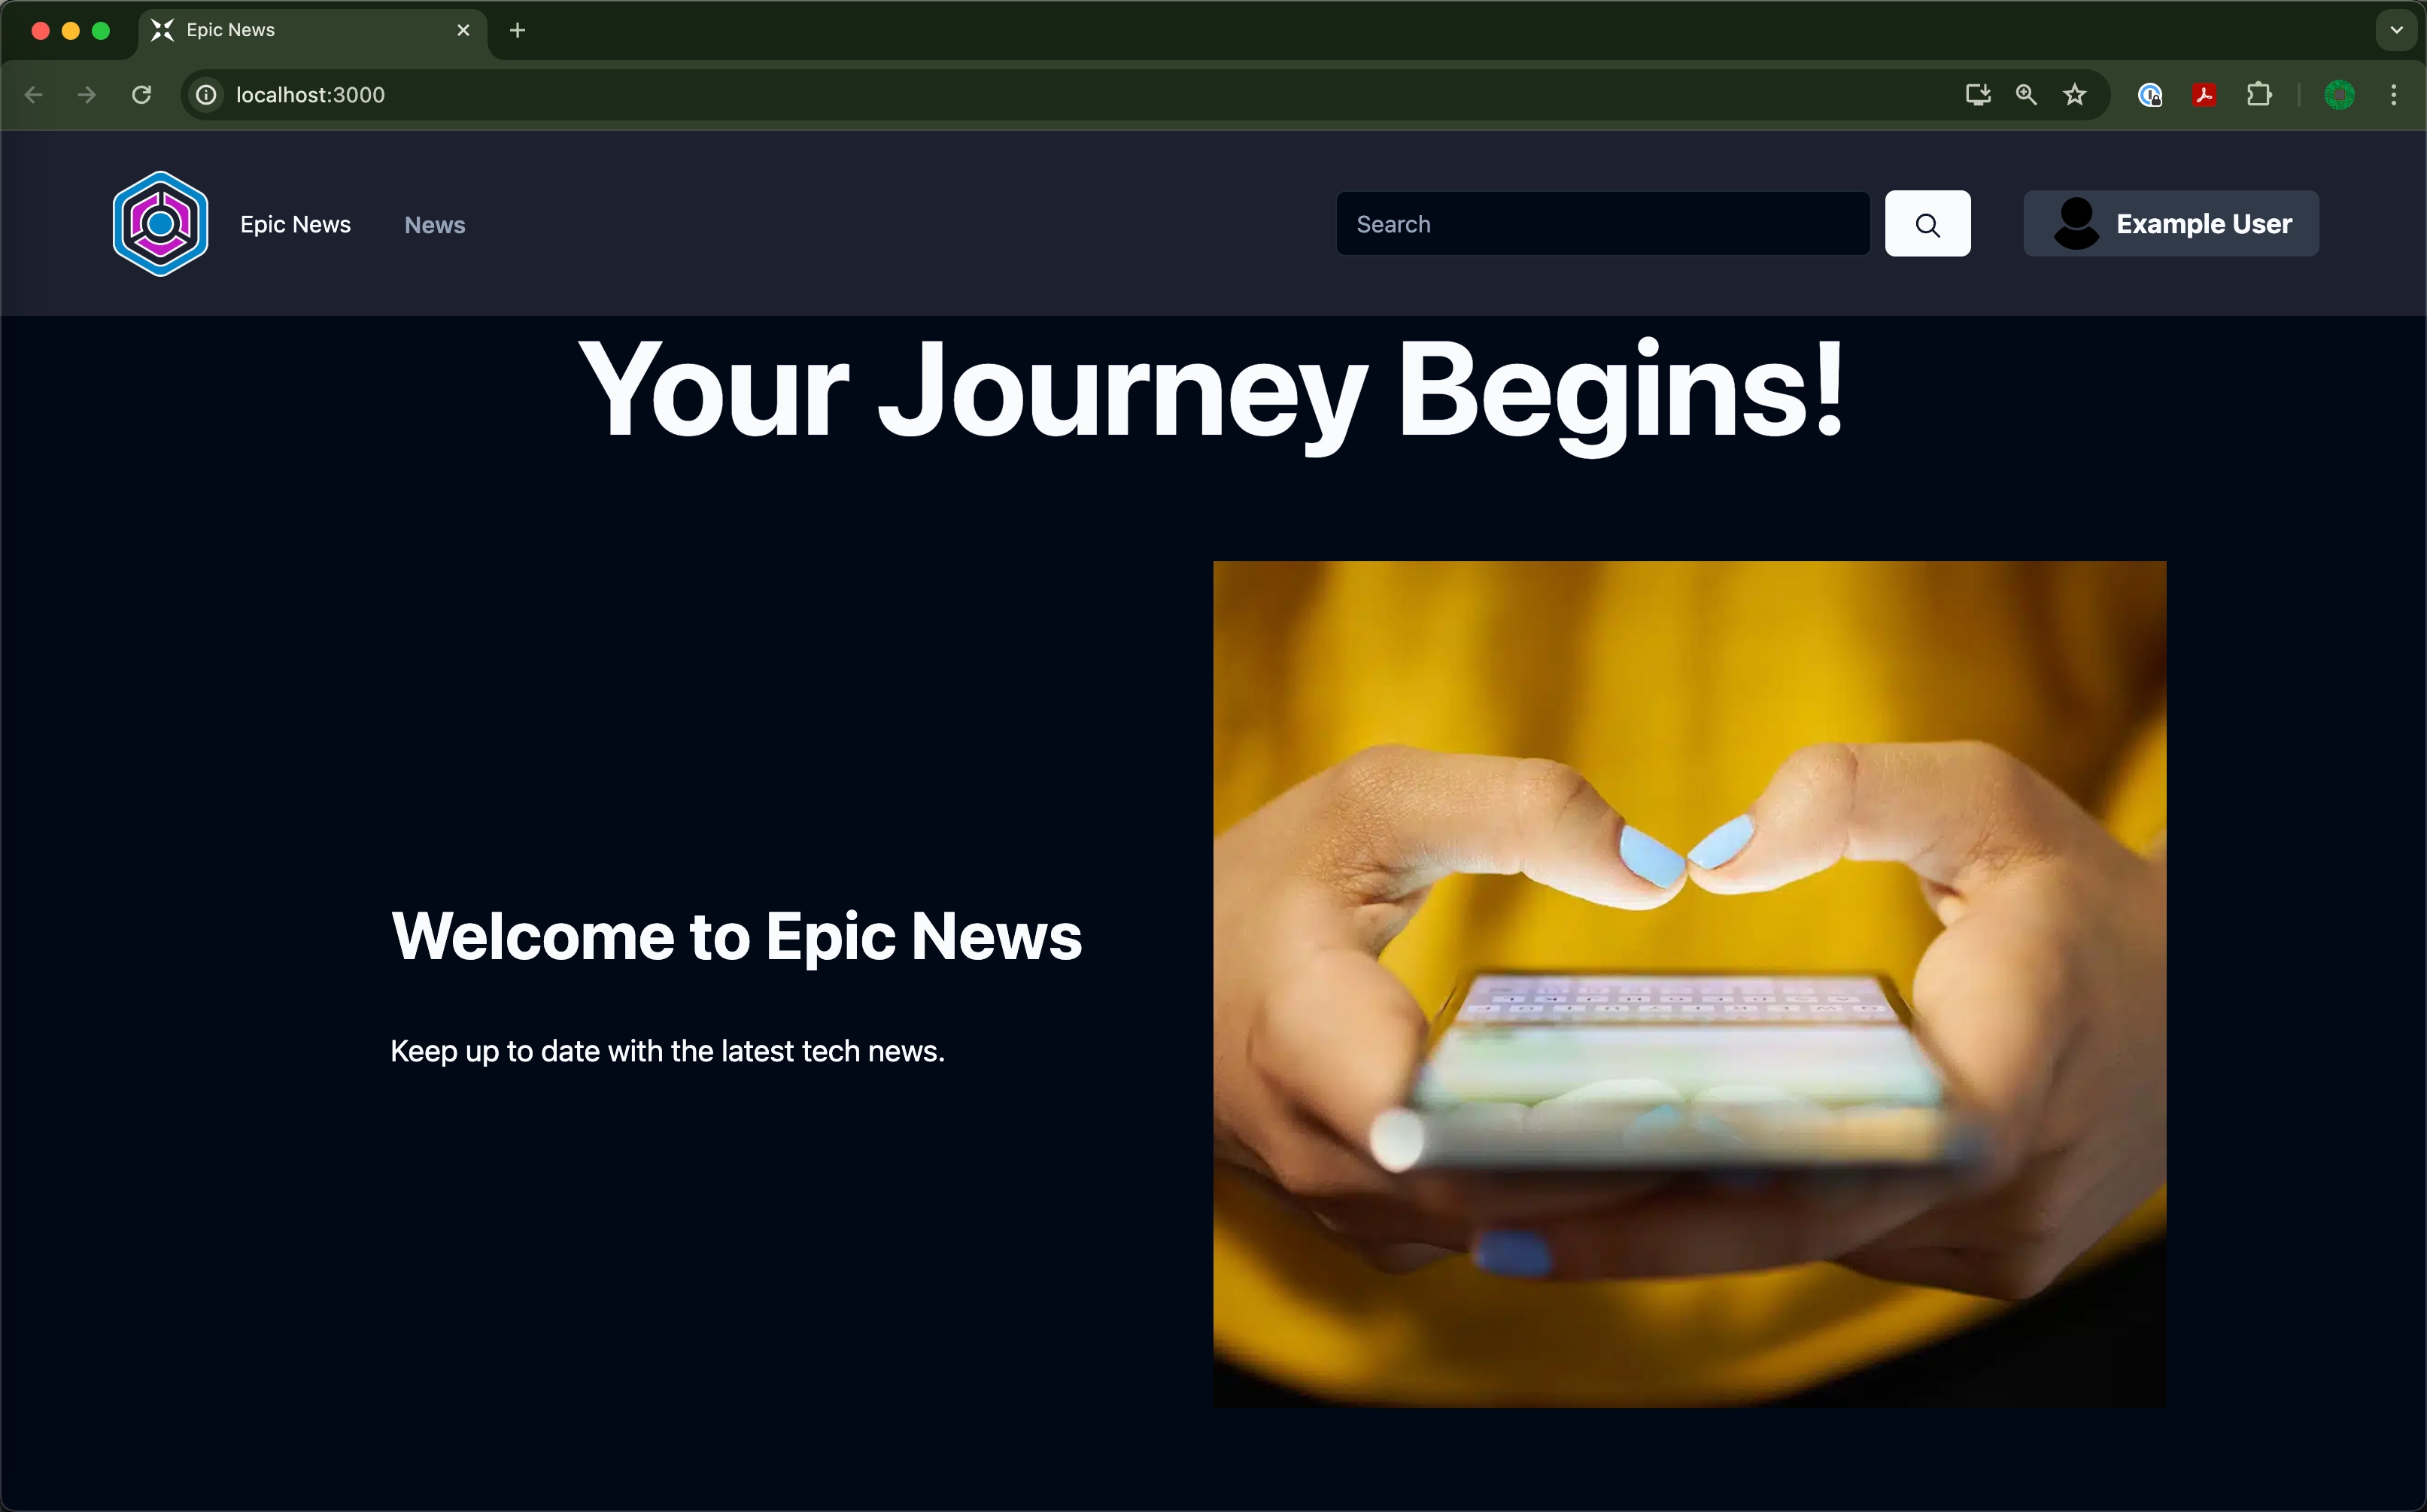 Epic News
localhost:3000
Epic News
News
Search
Example User
Your Journey Begins!
Welcome to Epic News
Keep up to date with the latest tech news.